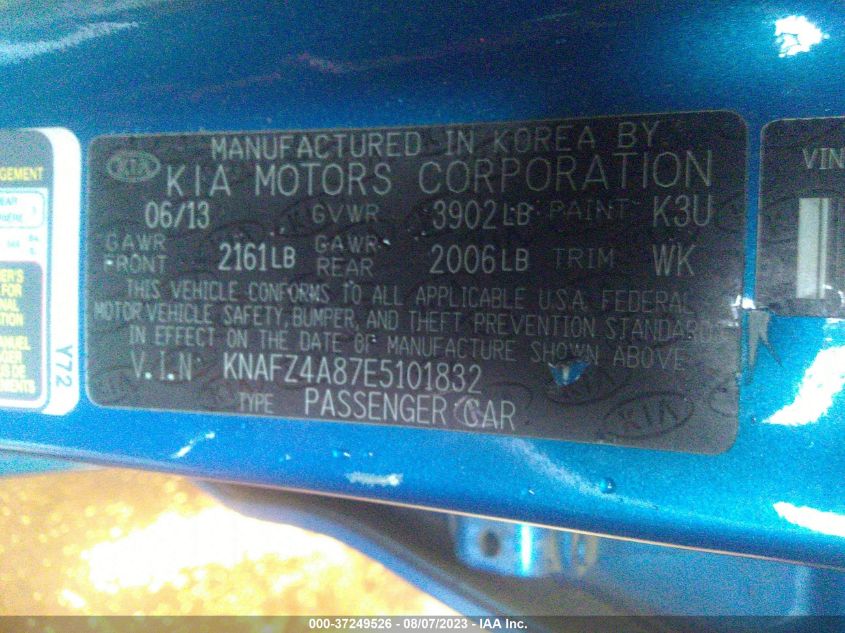 MANUFACTURED IN KOREA BY
KIA KIA MOTORS CORPORATION
06/13 GVWR 3902LB PAINT K3U
GAWR FRONT 2161LB GAWR REAR 2006LB TRIM WK
THIS VEHICLE CONFORMS TO ALL APPLICABLE U.S.A. FEDERAL
MOTOR VEHICLE SAFETY, BUMPER, AND THEFT PREVENTION STANDARD
IN EFFECT ON THE DATE OF MANUFACTURE SHOWN ABOVE
V.I.N KNAFZ4A87E5101832
TYPE PASSENGER CAR
KIA
Y72
VIN
000-37249526 - 08/07/2023 - IAA Inc.